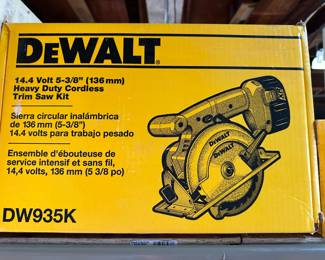 DEWALT
14.4 Volt 5-3/8" (136 mm)
Heavy Duty Cordless
Trim Saw Kit
Sierra circular inalámbrica
de 136 mm (5-3/8")
14.4 volts para trabajo pesado
Ensemble d'ébouteuse de
service intensif et sans fil,
14,4 volts, 136 mm (5 3/8 po)
DW935K
DEWALT